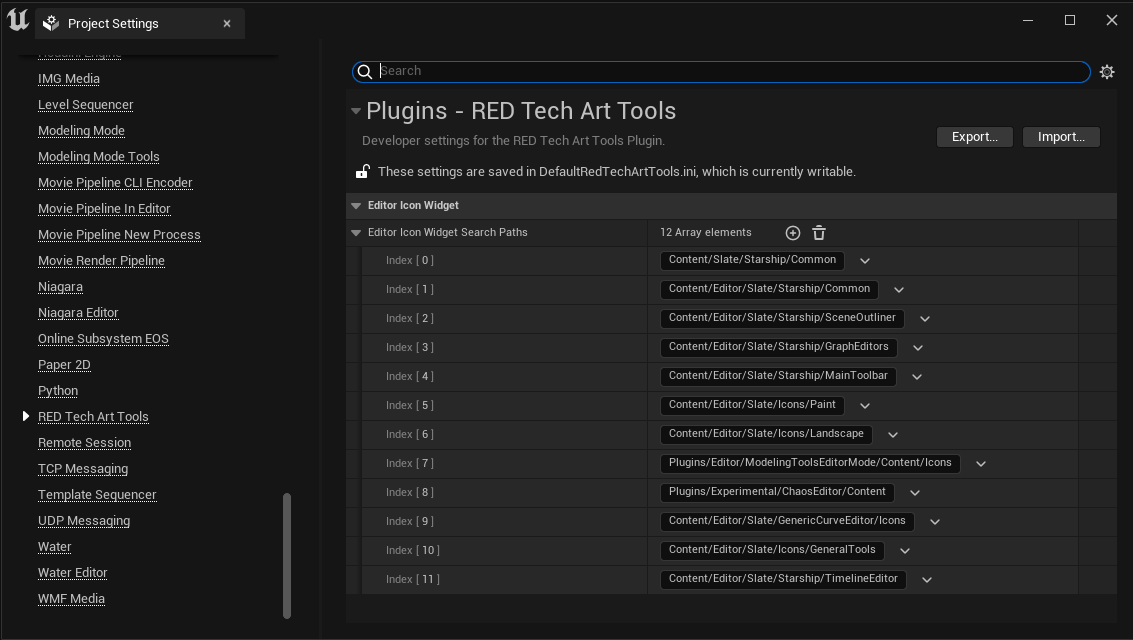 Project Settings
Houdini Engine
IMG Media
Level Sequencer
Modeling Mode
Modeling Mode Tools
Movie Pipeline CLI Encoder
Movie Pipeline In Editor
Movie Pipeline New Process
Movie Render Pipeline
Niagara
Niagara Editor
Online Subsystem EOS
Paper 2D
Python
RED Tech Art Tools
Remote Session
TCP Messaging
Template Sequencer
UDP Messaging
Water
Water Editor
WMF Media
Search
Plugins - RED Tech Art Tools
Developer settings for the RED Tech Art Tools Plugin.
Export...
Import...
These settings are saved in DefaultRedTechArtTools.ini, which is currently writable.
Editor Icon Widget
Editor Icon Widget Search Paths 12 Array elements
Index [ 0 ] Content/Slate/Starship/Common
Index [ 1 ] Content/Editor/Slate/Starship/Common
Index [ 2 ] Content/Editor/Slate/Starship/SceneOutliner
Index [ 3 ] Content/Editor/Slate/Starship/GraphEditors
Index [ 4 ] Content/Editor/Slate/Starship/MainToolbar
Index [ 5 ] Content/Editor/Slate/Icons/Paint
Index [ 6 ] Content/Editor/Slate/Icons/Landscape
Index [ 7 ] Plugins/Editor/ModelingToolsEditorMode/Content/Icons
Index [ 8 ] Plugins/Experimental/ChaosEditor/Content
Index [ 9 ] Content/Editor/Slate/GenericCurveEditor/Icons
Index [ 10 ] Content/Editor/Slate/Icons/GeneralTools
Index [ 11 ] Content/Editor/Slate/Starship/TimelineEditor